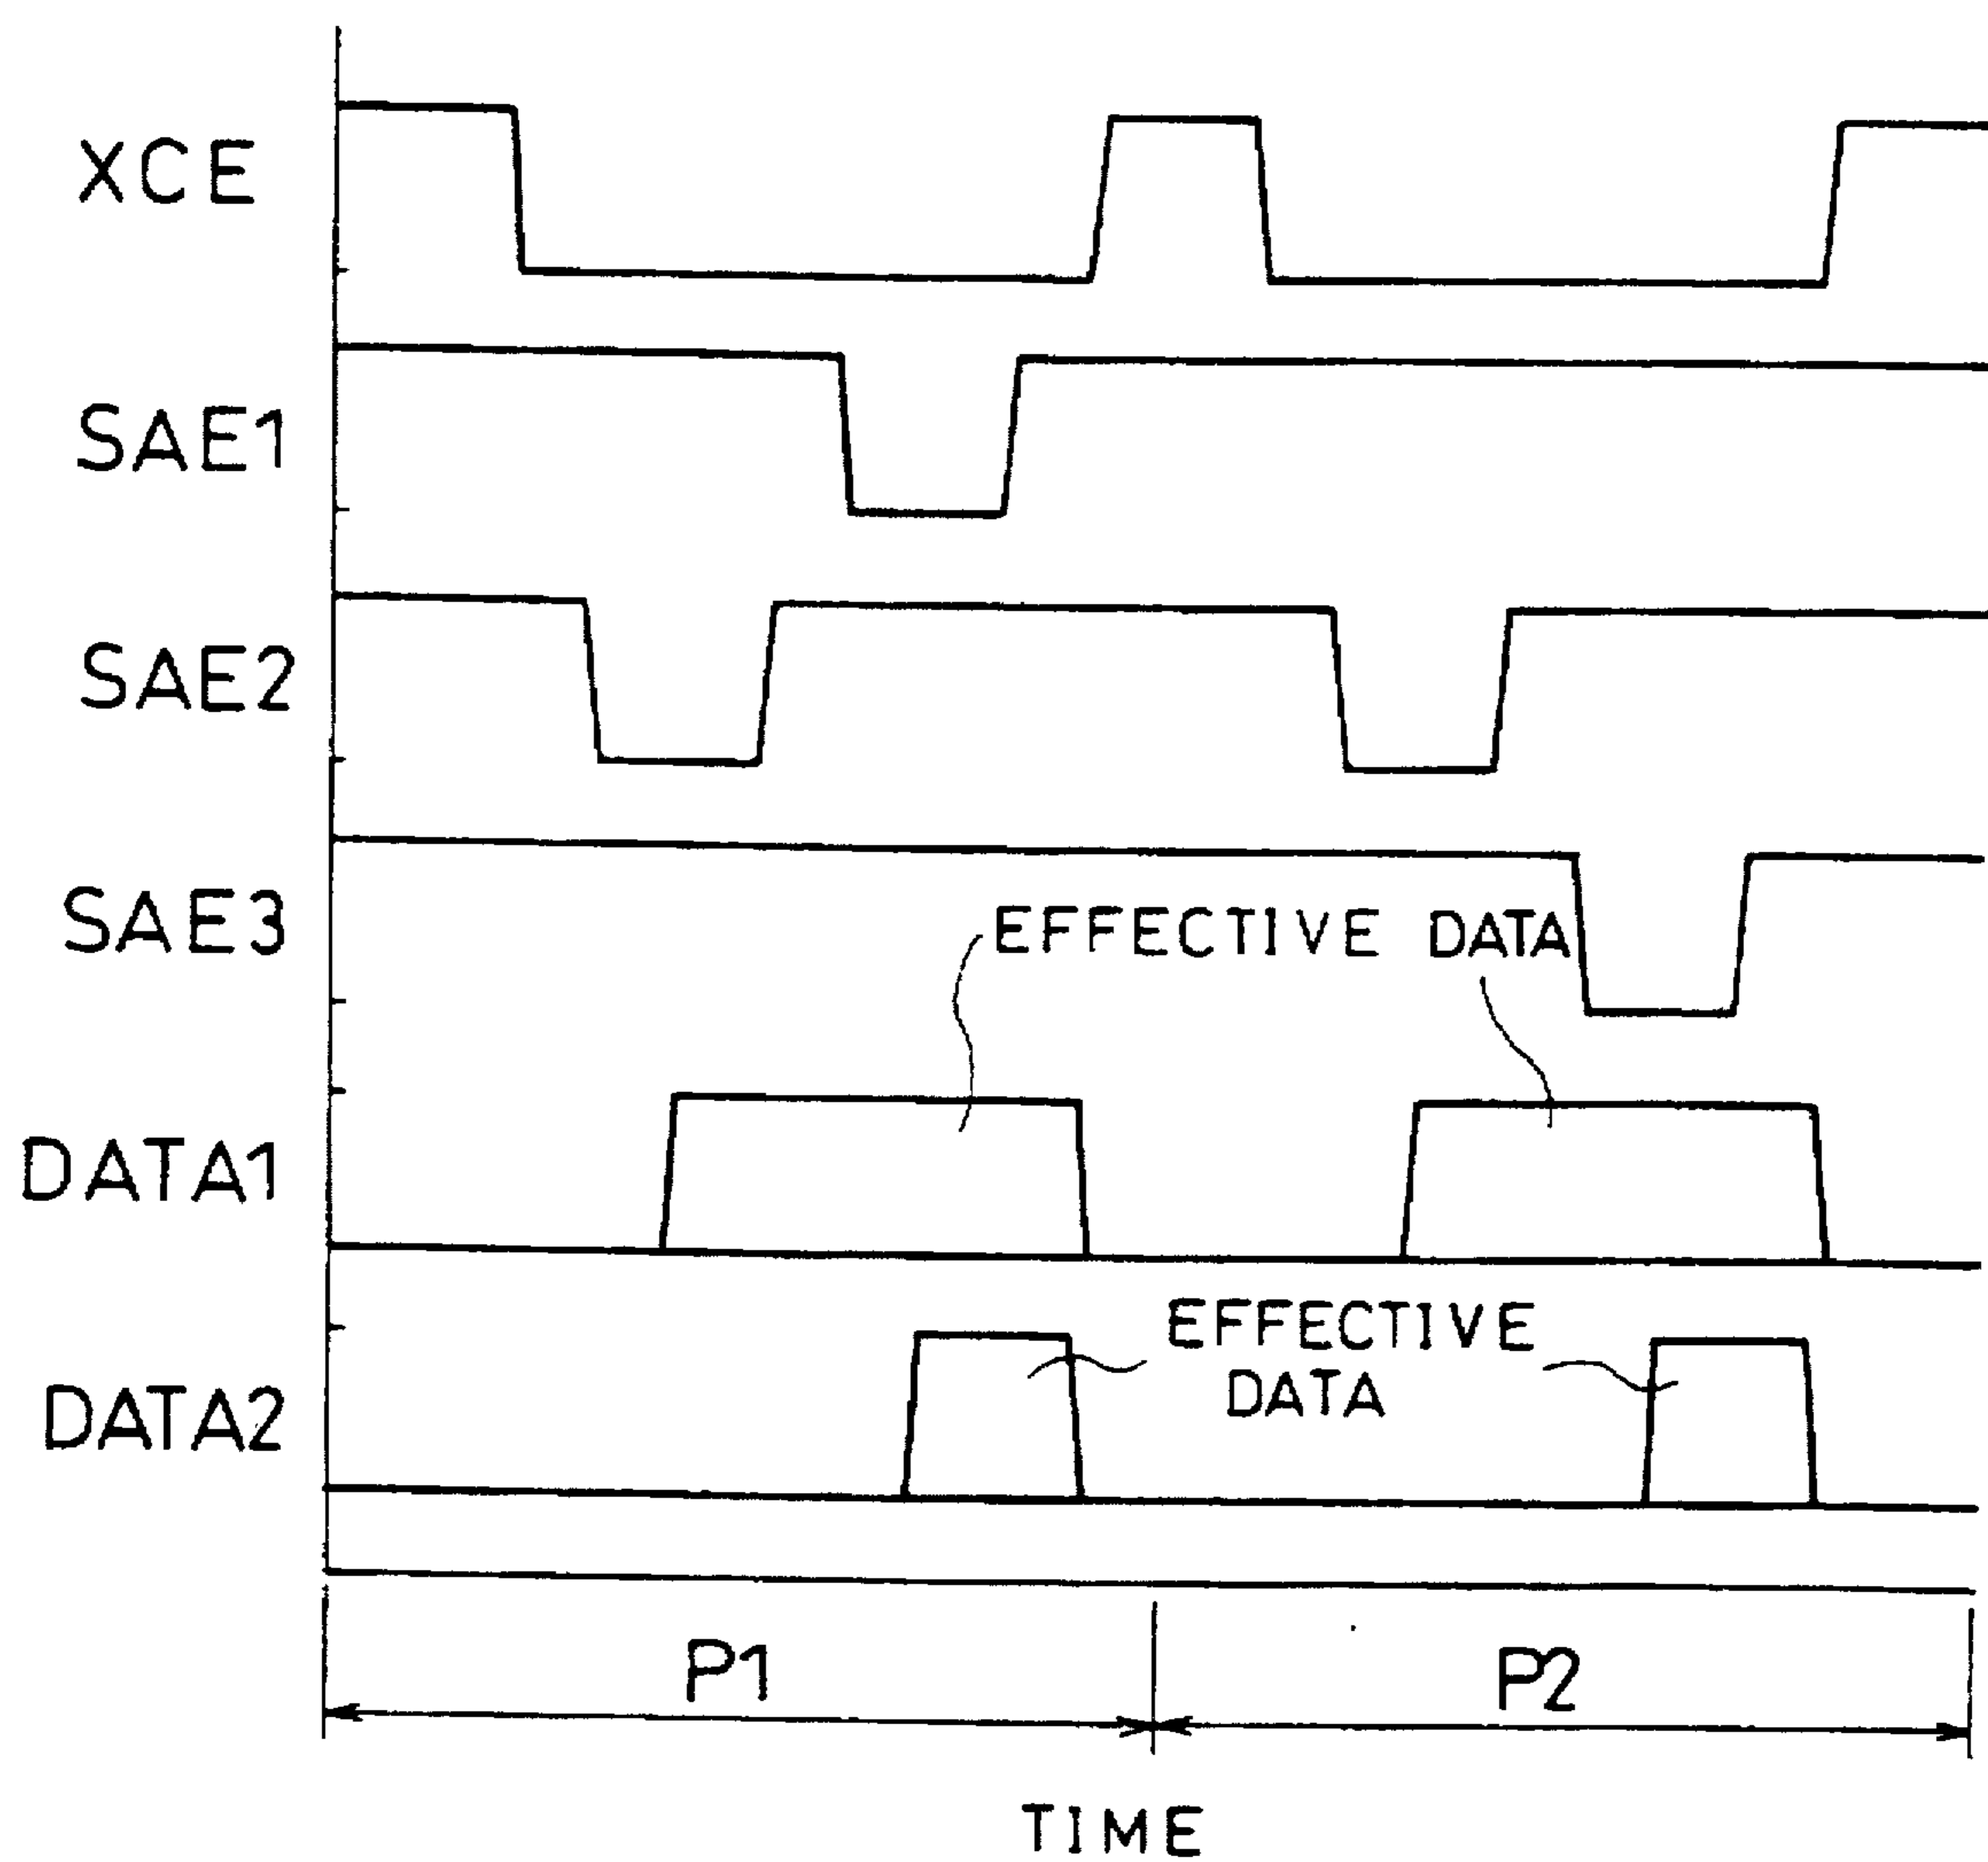 XCE
SAE1
SAE2
SAE3
EFFECTIVE DATA
DATA1
EFFECTIVE
DATA
DATA2
P1
P2
TIME